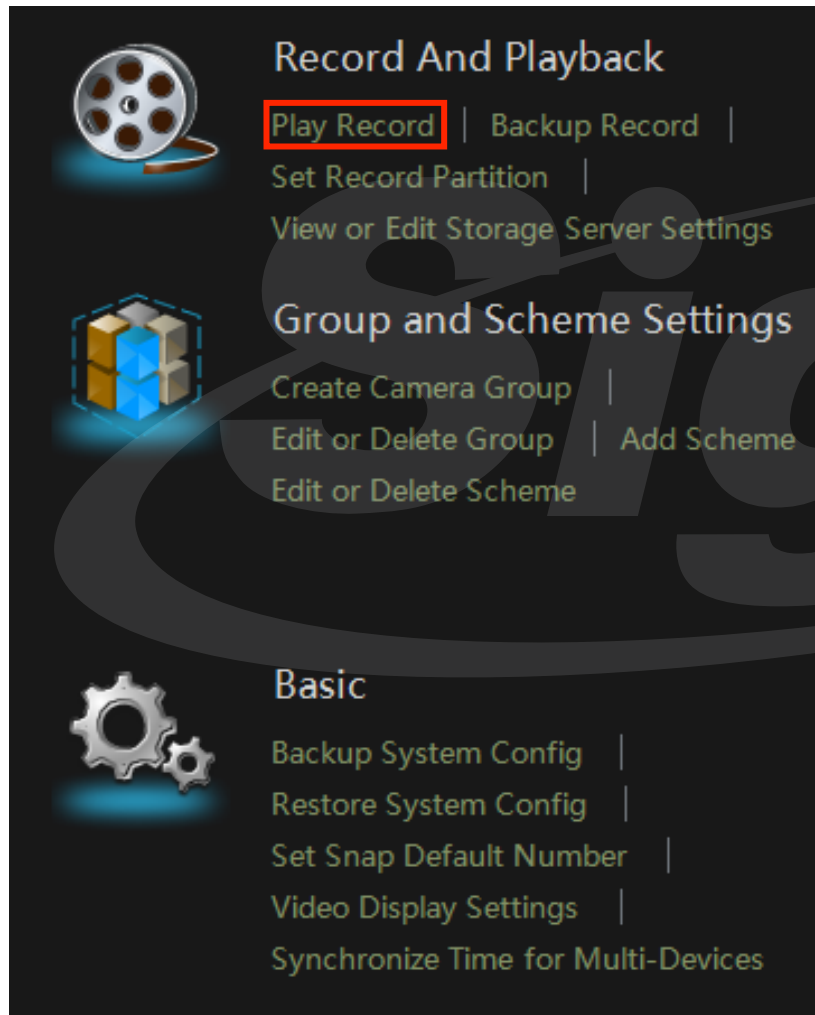 Record And Playback
Play Record | Backup Record |
Set Record Partition |
View or Edit Storage Server Settings
Group and Scheme Settings
Create Camera Group |
Edit or Delete Group | Add Scheme
Edit or Delete Scheme
Basic
Backup System Config |
Restore System Config |
Set Snap Default Number |
Video Display Settings |
Synchronize Time for Multi-Devices